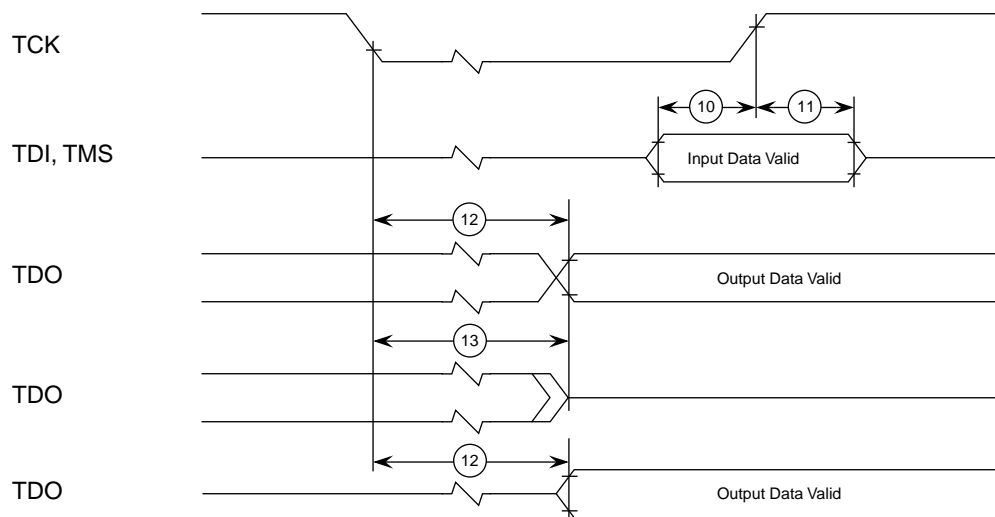 TCK
10
11
TDI, TMS
Input Data Valid
12
TDO
Output Data Valid
13
TDO
12
TDO
Output Data Valid